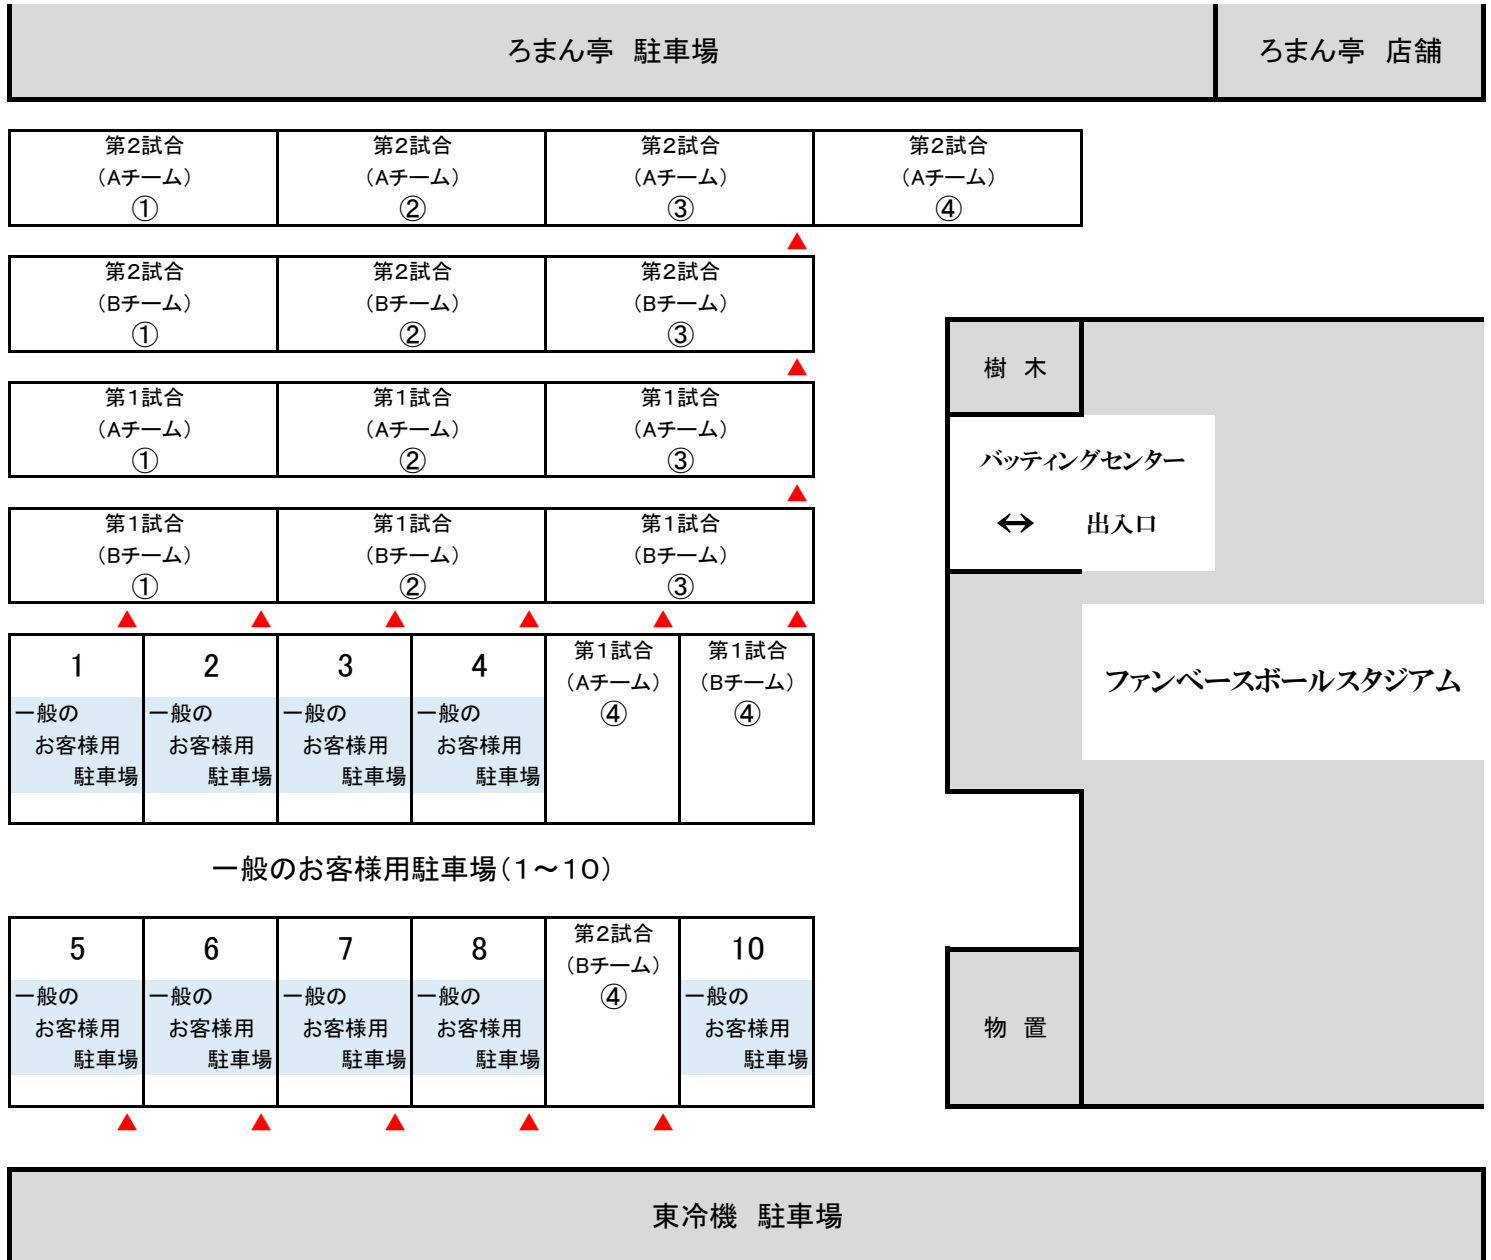 ろまん亭 駐車場
ろまん亭 店舗
第2試合
（Aチーム）
①
第2試合
（Aチーム）
②
第2試合
（Aチーム）
③
第2試合
（Aチーム）
④
第2試合
（Bチーム）
①
第2試合
（Bチーム）
②
第2試合
（Bチーム）
③
第1試合
（Aチーム）
①
第1試合
（Aチーム）
②
第1試合
（Aチーム）
③
第1試合
（Bチーム）
①
第1試合
（Bチーム）
②
第1試合
（Bチーム）
③
樹 木
バッティングセンター
↔ 出入口
ファンベースボールスタジアム
1
一般の
お客様用
駐車場
2
一般の
お客様用
駐車場
3
一般の
お客様用
駐車場
4
一般の
お客様用
駐車場
第1試合
（Aチーム）
④
第1試合
（Bチーム）
④
一般のお客様用駐車場（1～10）
5
一般の
お客様用
駐車場
6
一般の
お客様用
駐車場
7
一般の
お客様用
駐車場
8
一般の
お客様用
駐車場
第2試合
（Bチーム）
④
10
一般の
お客様用
駐車場
物 置
東冷機 駐車場